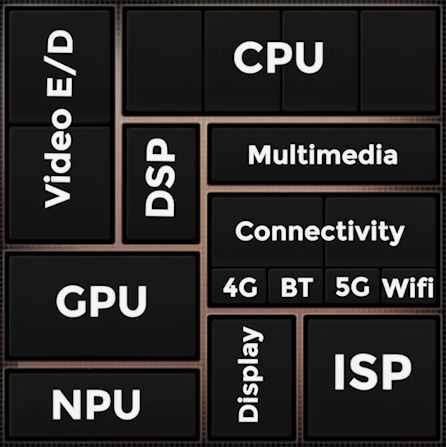 Video E/D
CPU
DSP
Multimedia
Connectivity
4G BT 5G Wifi
GPU
Display
ISP
NPU